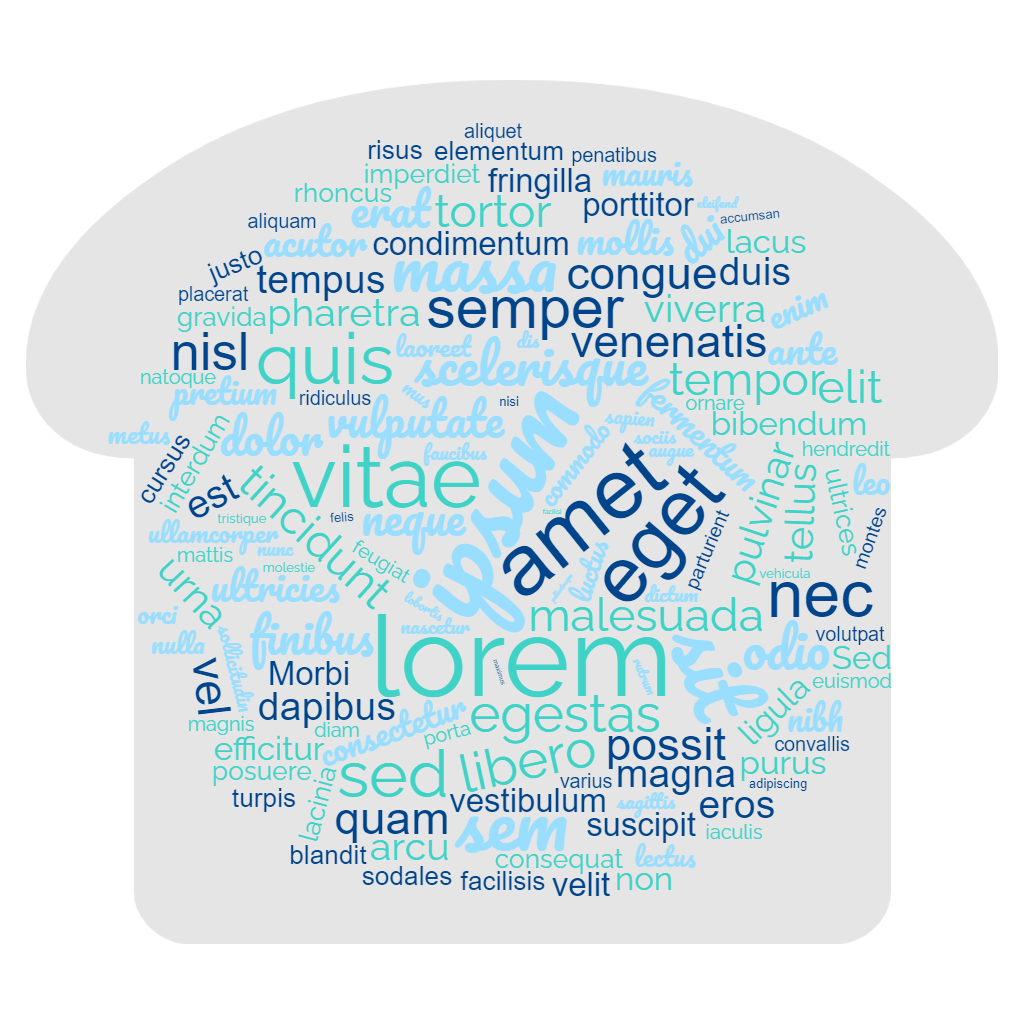 aliquet
risus elementum penatibus
imperdiet fringilla mauris
rhoncus erat tortor porttitor eleifend
aliquam acutor condimentum mollis dui accumsan
lacus
justo tempus massa congue duis
placerat
gravida pharetra semper viverra enim
nisl quis laoreet dis venenatis ante
natoque scelerisque tempor elit
pretium ridiculus mus nisi fermentum ornare
metus dolor vulputate sapien bibendum
cursus interdum faucibus commodo sociis augue hendredit
est tincidunt vitae ipsum amet eget pulvinar tellus ultrices leo
tristique felis neque facilisi montes
ullamcorper nunc parturient
mattis molestie feugiat luctus vehicula
urna ultricies lobortis dictum nec
orci finibus nascetur malesuada volutpat
nulla sollicitudin lorem sit odio Sed
vel Morbi maximus rutrum euismod
dapibus ligula
magnis diam consectetur porta egestas nibh
efficitur possit convallis
posuere sed libero varius magna purus
adipiscing
turpis lacinia vestibulum sagittis eros
quam sem suscipit iaculis
blandit arcu consequat lectus
sodales facilisis velit non